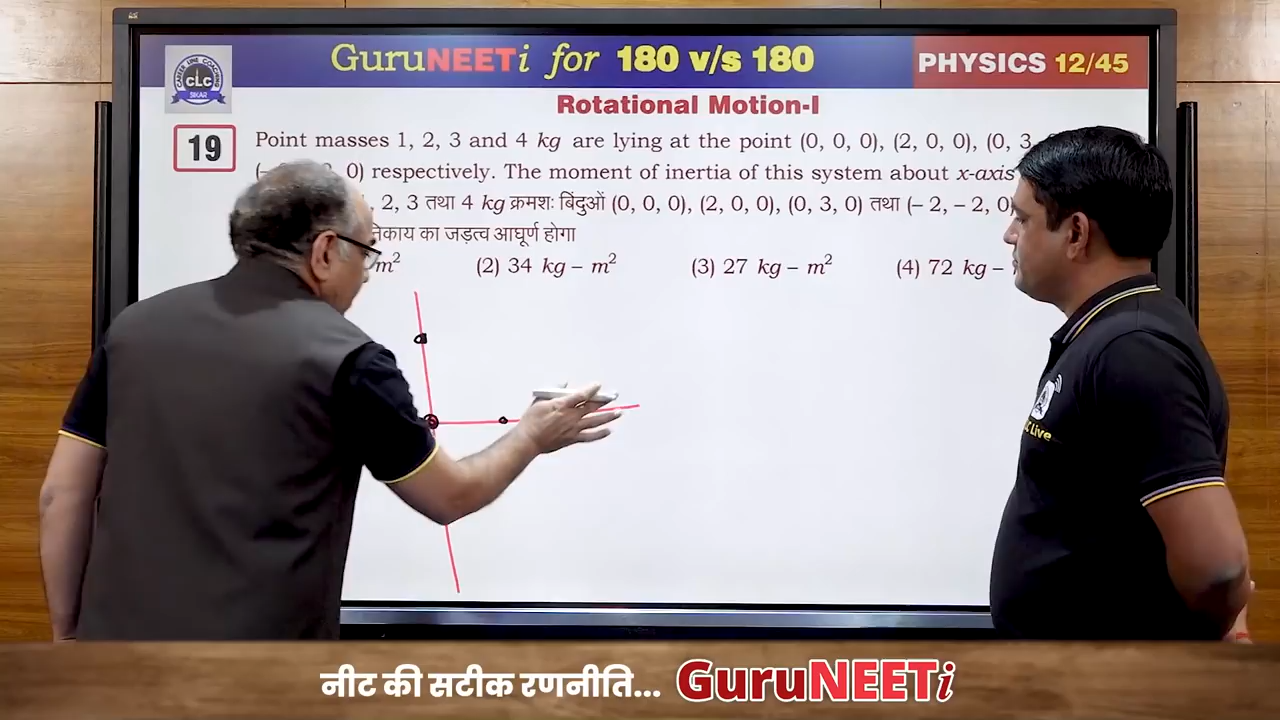 CAREER LINE COACHING
CLC
SIKAR
GuruNEETi for 180 v/s 180
PHYSICS 12/45
Rotational Motion-I
19
Point masses 1, 2, 3 and 4 kg are lying at the point (0, 0, 0), (2, 0, 0), (0, 3
0) respectively. The moment of inertia of this system about x-axis
, 2, 3 तथा 4 kg क्रमशः बिंदुओं (0, 0, 0), (2, 0, 0), (0, 3, 0) तथा (– 2, – 2, 0)
निकाय का जड़त्व आघूर्ण होगा
m² (2) 34 kg – m² (3) 27 kg – m² (4) 72 kg –
Live
नीट की सटीक रणनीति... GuruNEETi